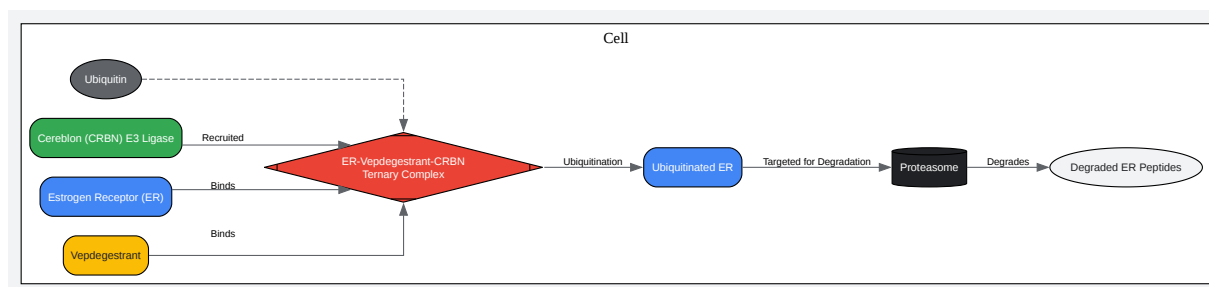 Cell
Ubiquitin
Cereblon (CRBN) E3 Ligase
Recruited
Estrogen Receptor (ER)
Binds
Vepdegestrant
Binds
ER-Vepdegestrant-CRBN
Ternary Complex
Ubiquitination
Ubiquitinated ER
Targeted for Degradation
Proteasome
Degrades
Degraded ER Peptides